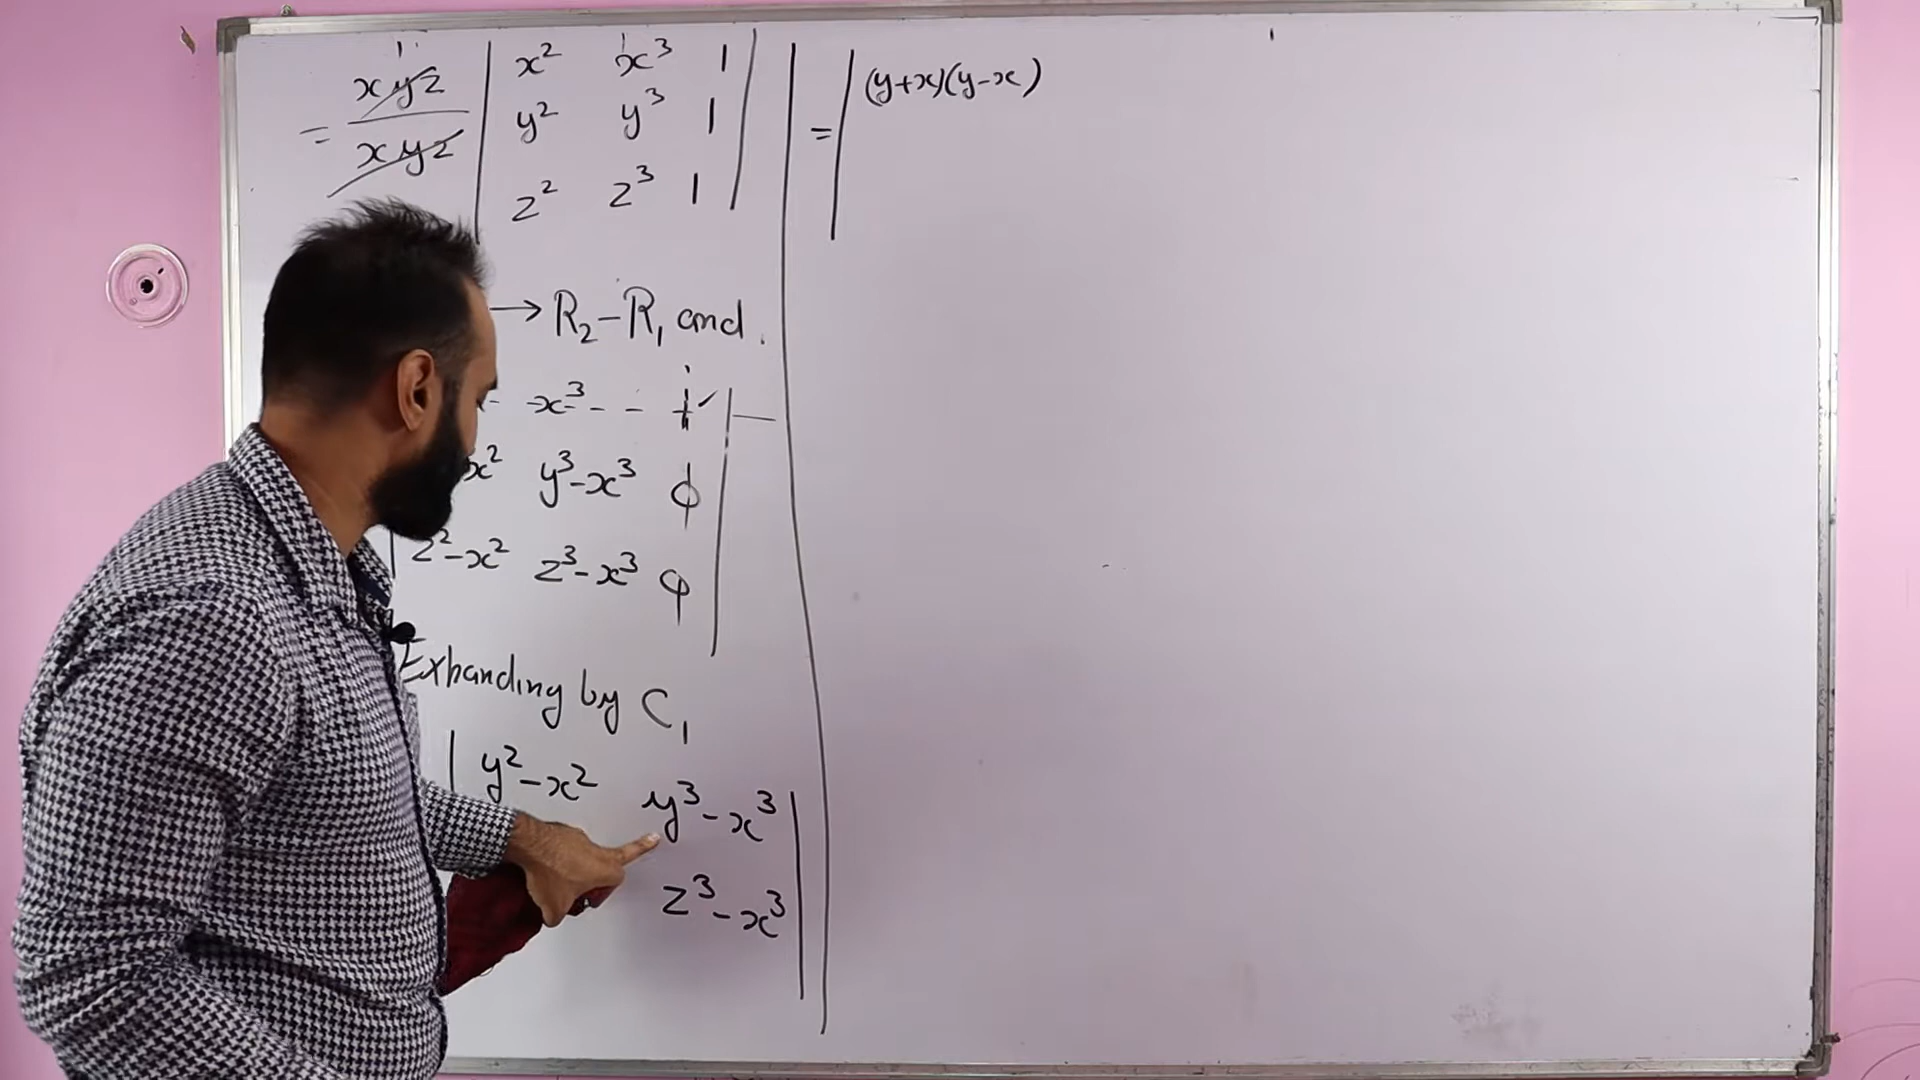 = xyz/xyz | x² x³ 1 |
y² y³ 1
z² z³ 1
→ R₂-R₁ and
x³ 1
x² y³-x³ 0
z²-x² z³-x³ 0
Expanding by C₁
| y²-x² y³-x³ |
z³-x³
= | (y+x)(y-x)